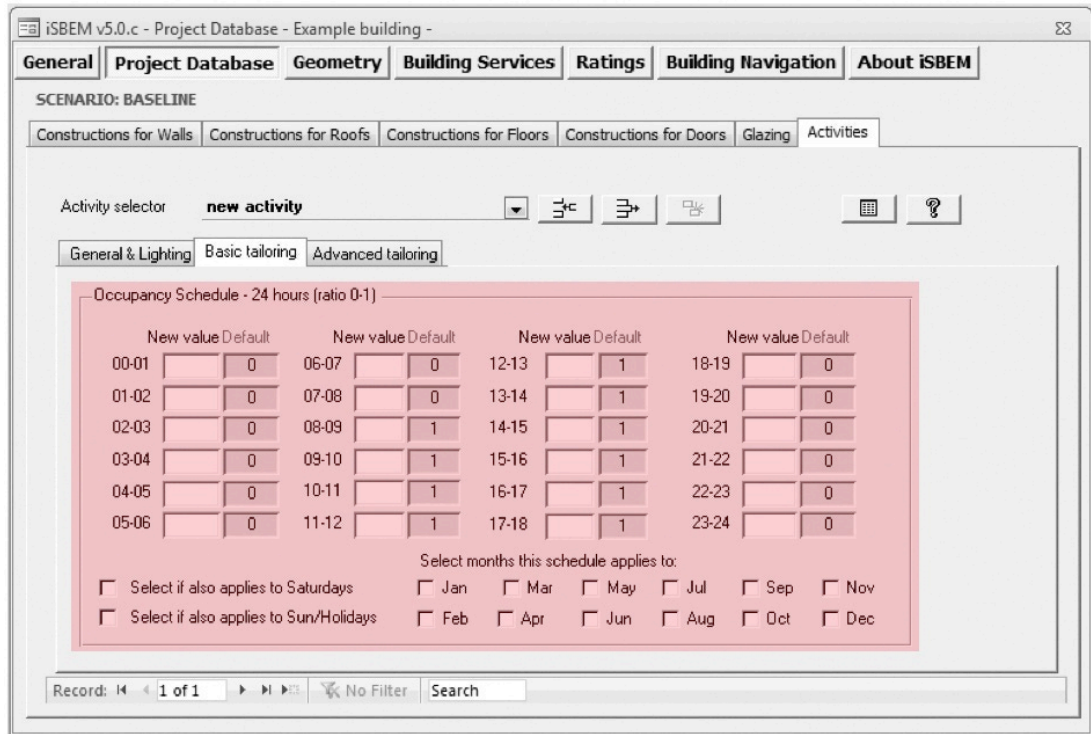 iSBEM v5.0.c - Project Database - Example building -
General Project Database Geometry Building Services Ratings Building Navigation About iSBEM
SCENARIO: BASELINE
Constructions for Walls Constructions for Roofs Constructions for Floors Constructions for Doors Glazing Activities
Activity selector new activity
General & Lighting Basic tailoring Advanced tailoring
Occupancy Schedule - 24 hours (ratio 0-1)
New value Default New value Default New value Default New value Default
00-01 0 06-07 0 12-13 1 18-19 0
01-02 0 07-08 0 13-14 1 19-20 0
02-03 0 08-09 1 14-15 1 20-21 0
03-04 0 09-10 1 15-16 1 21-22 0
04-05 0 10-11 1 16-17 1 22-23 0
05-06 0 11-12 1 17-18 1 23-24 0
Select months this schedule applies to:
Select if also applies to Saturdays Jan Mar May Jul Sep Nov
Select if also applies to Sun/Holidays Feb Apr Jun Aug Oct Dec
Record: 1 of 1 No Filter Search